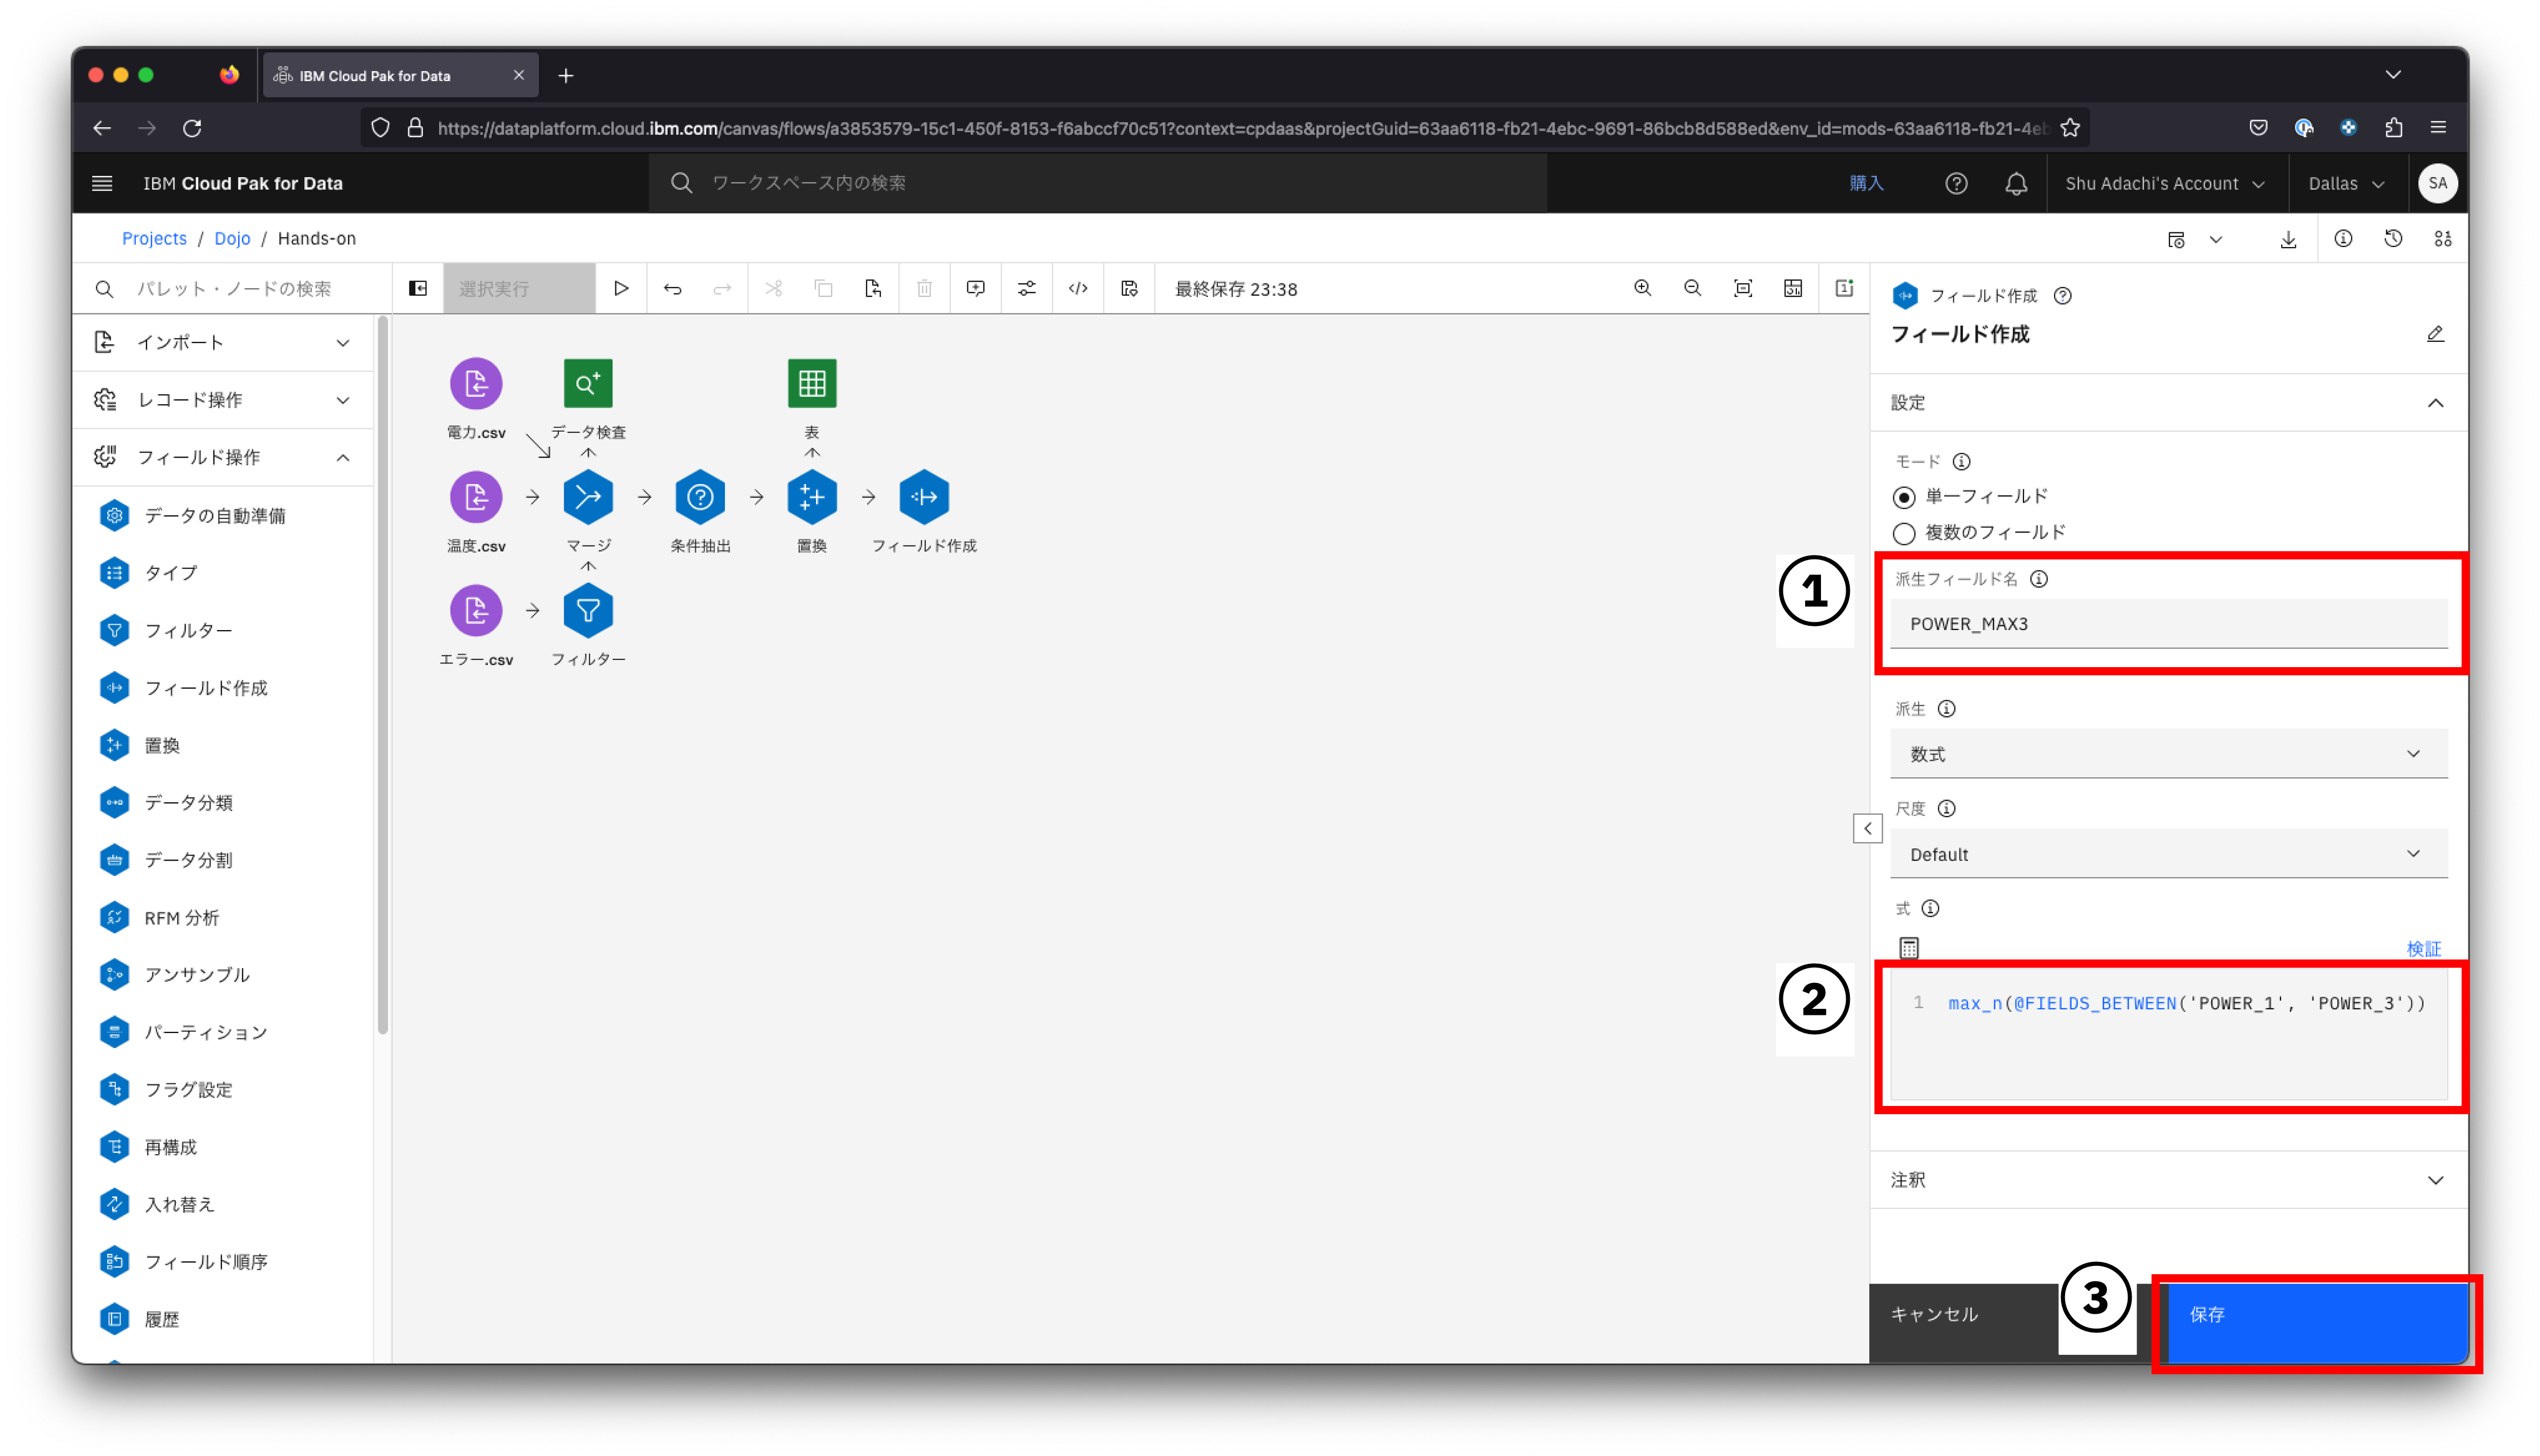 IBM Cloud Pak for Data
https://dataplatform.cloud.ibm.com/canvas/flows/a3853579-15c1-450f-8153-f6abccf70c51?context=cpdaas&projectGuid=63aa6118-fb21-4ebc-9691-86bcb8d588ed&env_id=mods-63aa6118-fb21-4eb
IBM Cloud Pak for Data
ワークスペース内の検索
購入
Shu Adachi's Account
Dallas
SA
Projects / Dojo / Hands-on
パレット・ノードの検索
選択実行
最終保存 23:38
インポート
レコード操作
フィールド操作
データの自動準備
タイプ
フィルター
フィールド作成
置換
データ分類
データ分割
RFM 分析
アンサンブル
パーティション
フラグ設定
再構成
入れ替え
フィールド順序
履歴
電力.csv
データ検査
表
温度.csv
マージ
条件抽出
置換
フィールド作成
エラー.csv
フィルター
フィールド作成
フィールド作成
設定
モード
単一フィールド
複数のフィールド
1
派生フィールド名
POWER_MAX3
派生
数式
尺度
Default
式
検証
2
1 max_n(@FIELDS_BETWEEN('POWER_1', 'POWER_3'))
注釈
キャンセル
3
保存